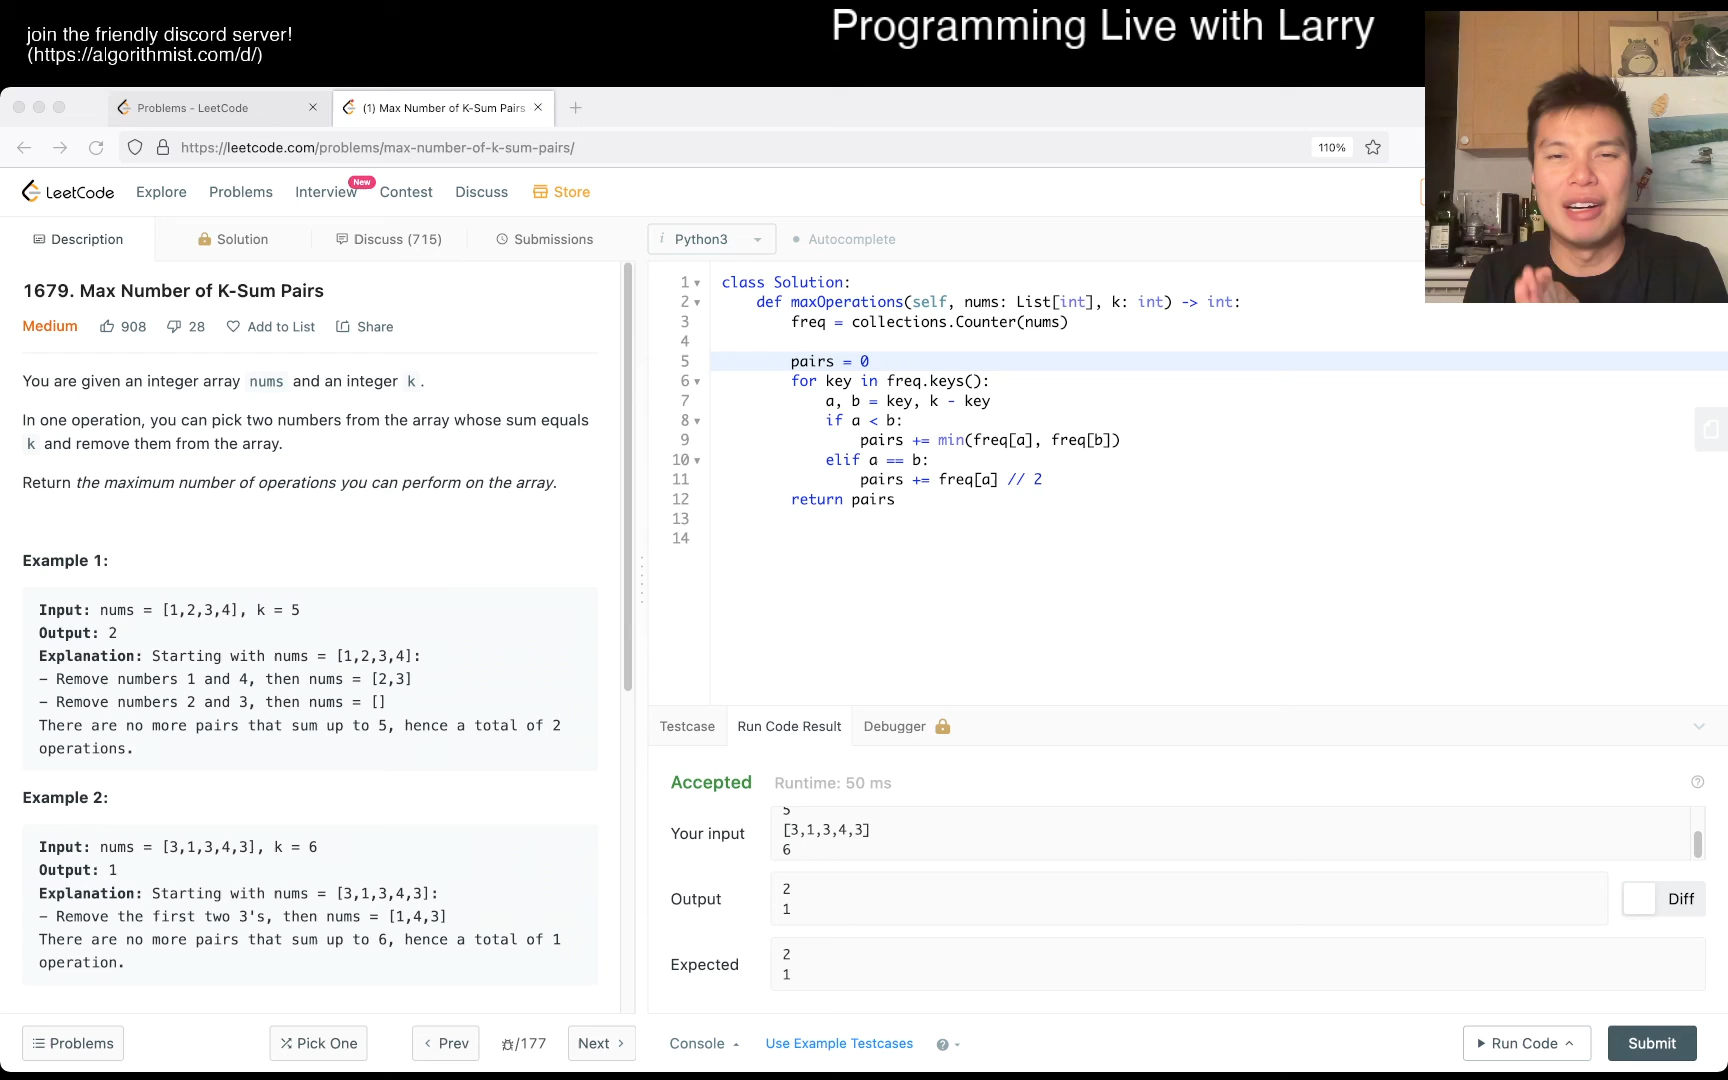 join the friendly discord server!
(https://algorithmist.com/d/)
Programming Live with Larry
Problems - LeetCode
(1) Max Number of K-Sum Pairs
https://leetcode.com/problems/max-number-of-k-sum-pairs/
110%
LeetCode
Explore
Problems
Interview
New
Contest
Discuss
Store
Description
Solution
Discuss (715)
Submissions
i Python3
Autocomplete
1679. Max Number of K-Sum Pairs
Medium
908
28
Add to List
Share
You are given an integer array nums and an integer k.
In one operation, you can pick two numbers from the array whose sum equals
k and remove them from the array.
Return the maximum number of operations you can perform on the array.
Example 1:
Input: nums = [1,2,3,4], k = 5
Output: 2
Explanation: Starting with nums = [1,2,3,4]:
- Remove numbers 1 and 4, then nums = [2,3]
- Remove numbers 2 and 3, then nums = []
There are no more pairs that sum up to 5, hence a total of 2
operations.
Example 2:
Input: nums = [3,1,3,4,3], k = 6
Output: 1
Explanation: Starting with nums = [3,1,3,4,3]:
- Remove the first two 3's, then nums = [1,4,3]
There are no more pairs that sum up to 6, hence a total of 1
operation.
1 class Solution:
2 def maxOperations(self, nums: List[int], k: int) -> int:
3 freq = collections.Counter(nums)
4
5 pairs = 0
6 for key in freq.keys():
7 a, b = key, k - key
8 if a < b:
9 pairs += min(freq[a], freq[b])
10 elif a == b:
11 pairs += freq[a] // 2
12 return pairs
13
14
Testcase
Run Code Result
Debugger
Accepted
Runtime: 50 ms
Your input
5
[3,1,3,4,3]
6
Output
2
1
Diff
Expected
2
1
Problems
Pick One
Prev
/177
Next
Console
Use Example Testcases
Run Code
Submit